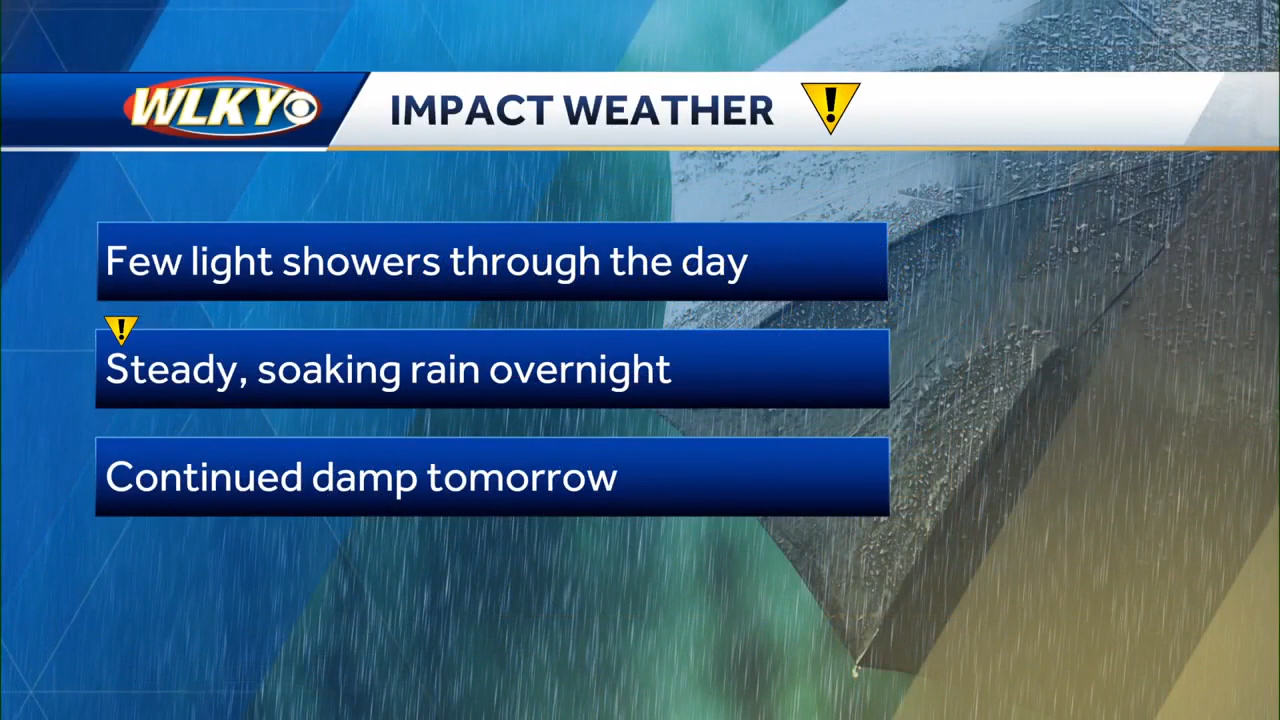 WLKY
IMPACT WEATHER
Few light showers through the day
Steady, soaking rain overnight
Continued damp tomorrow